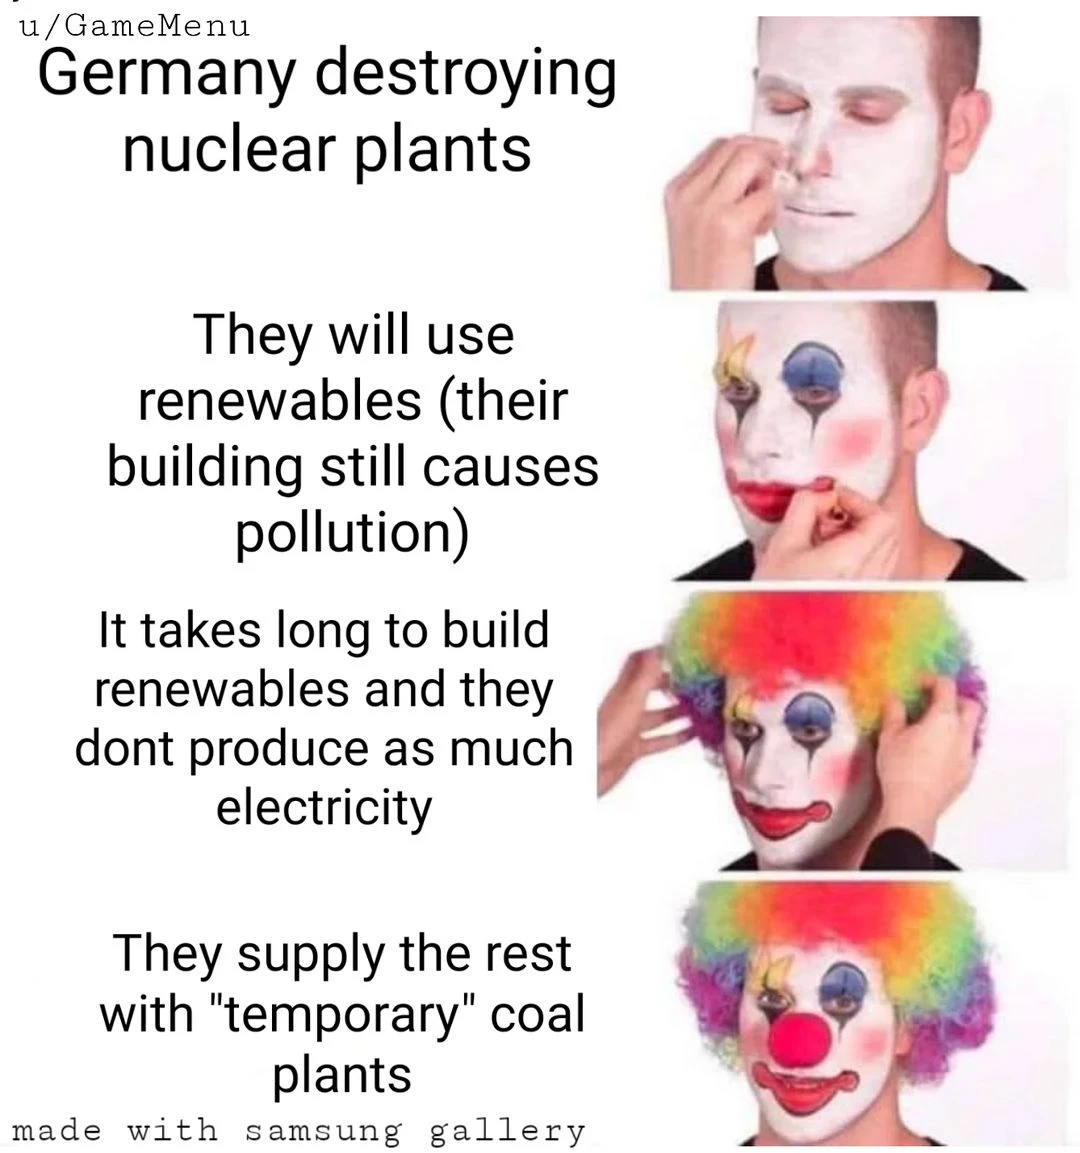 u/GameMenu
Germany destroying
nuclear plants
They will use
renewables (their
building still causes
pollution)
It takes long to build
renewables and they
dont produce as much
electricity
They supply the rest
with "temporary" coal
plants
made with samsung gallery